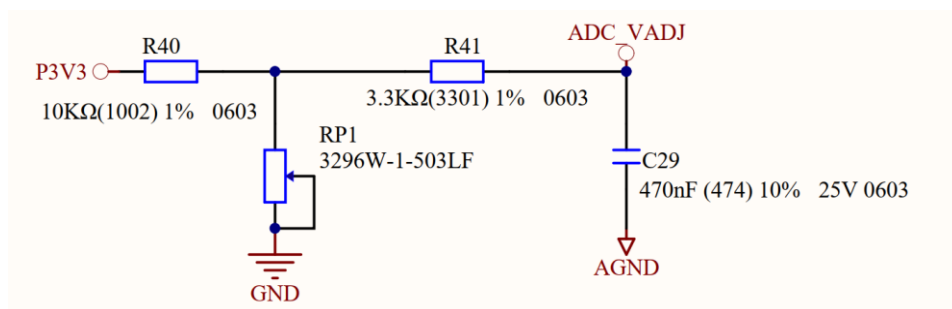 ADC_VADJ
R40
R41
P3V3
10KΩ(1002) 1% 0603
3.3KΩ(3301) 1% 0603
RP1
3296W-1-503LF
C29
470nF (474) 10% 25V 0603
AGND
GND